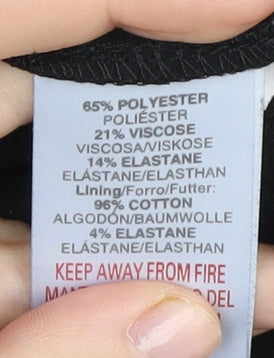 65% POLYESTER
POLIÉSTER
21% VISCOSE
VISCOSA/VISKOSE
14% ELASTANE
ELÁSTANE/ELASTHAN
Lining/Forro/Futter:
96% COTTON
ALGODÓN/BAUMWOLLE
4% ELASTANE
ELÁSTANE/ELASTHAN
KEEP AWAY FROM FIRE
DEL